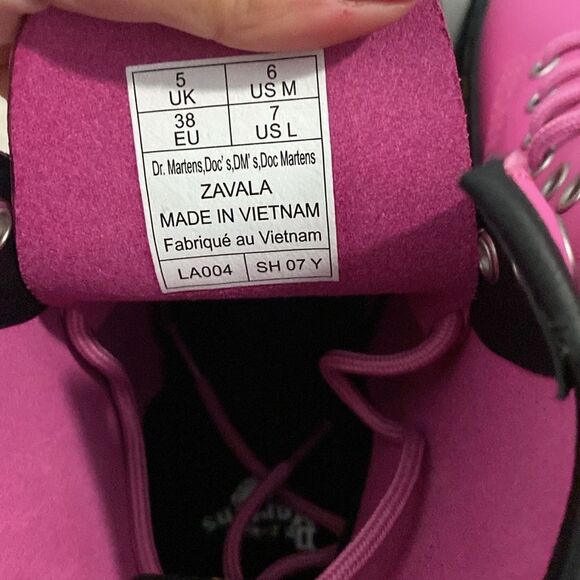 5 UK 6 US M
38 EU 7 US L
Dr. Martens,Doc' s,DM' s,Doc Martens
ZAVALA
MADE IN VIETNAM
Fabriqué au Vietnam
LA004 SH 07 Y